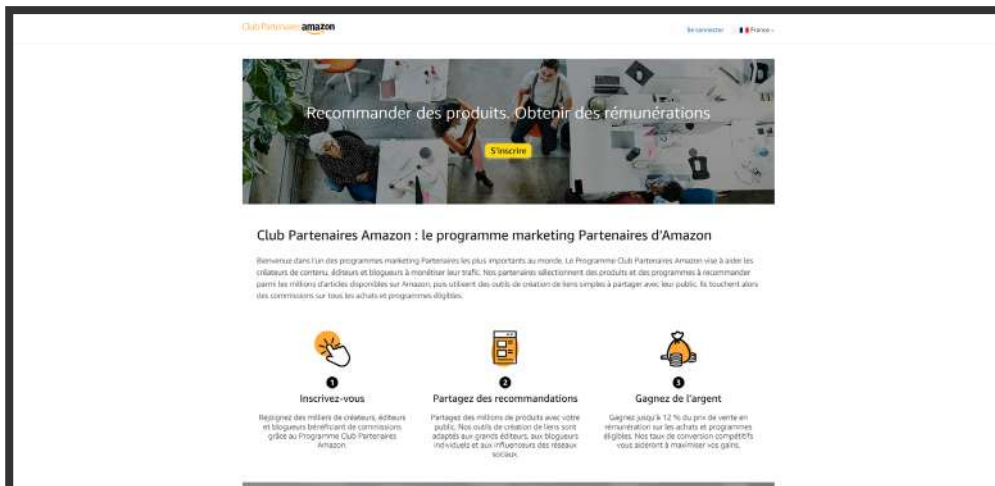 Club Partenaires amazon
Se connecter
France
Recommander des produits. Obtenir des rémunérations
S'inscrire
Club Partenaires Amazon : le programme marketing Partenaires d'Amazon
Bienvenue dans l'un des programmes marketing Partenaires les plus importants au monde. Le Programme Club Partenaires Amazon vise à aider les
créateurs de contenu, éditeurs et blogueurs à monétiser leur trafic. Nos partenaires sélectionnent des produits et des programmes à recommander
parmi les millions d'articles disponibles sur Amazon, puis utilisent des outils de création de liens simples à partager avec leur public. Ils touchent alors
des commissions sur tous les achats et programmes éligibles.
1
2
3
Inscrivez-vous
Partagez des recommandations
Gagnez de l'argent
Rejoignez des milliers de créateurs, éditeurs
et blogueurs bénéficiant de commissions
grâce au Programme Club Partenaires
Amazon.
Partagez des millions de produits avec votre
public. Nos outils de création de liens sont
adaptés aux grands éditeurs, aux blogueurs
individuels et aux influenceurs des réseaux
sociaux.
Gagnez jusqu'à 12 % du prix de vente en
rémunération sur les achats et programmes
éligibles. Nos taux de conversion compétitifs
vous aideront à maximiser vos gains.